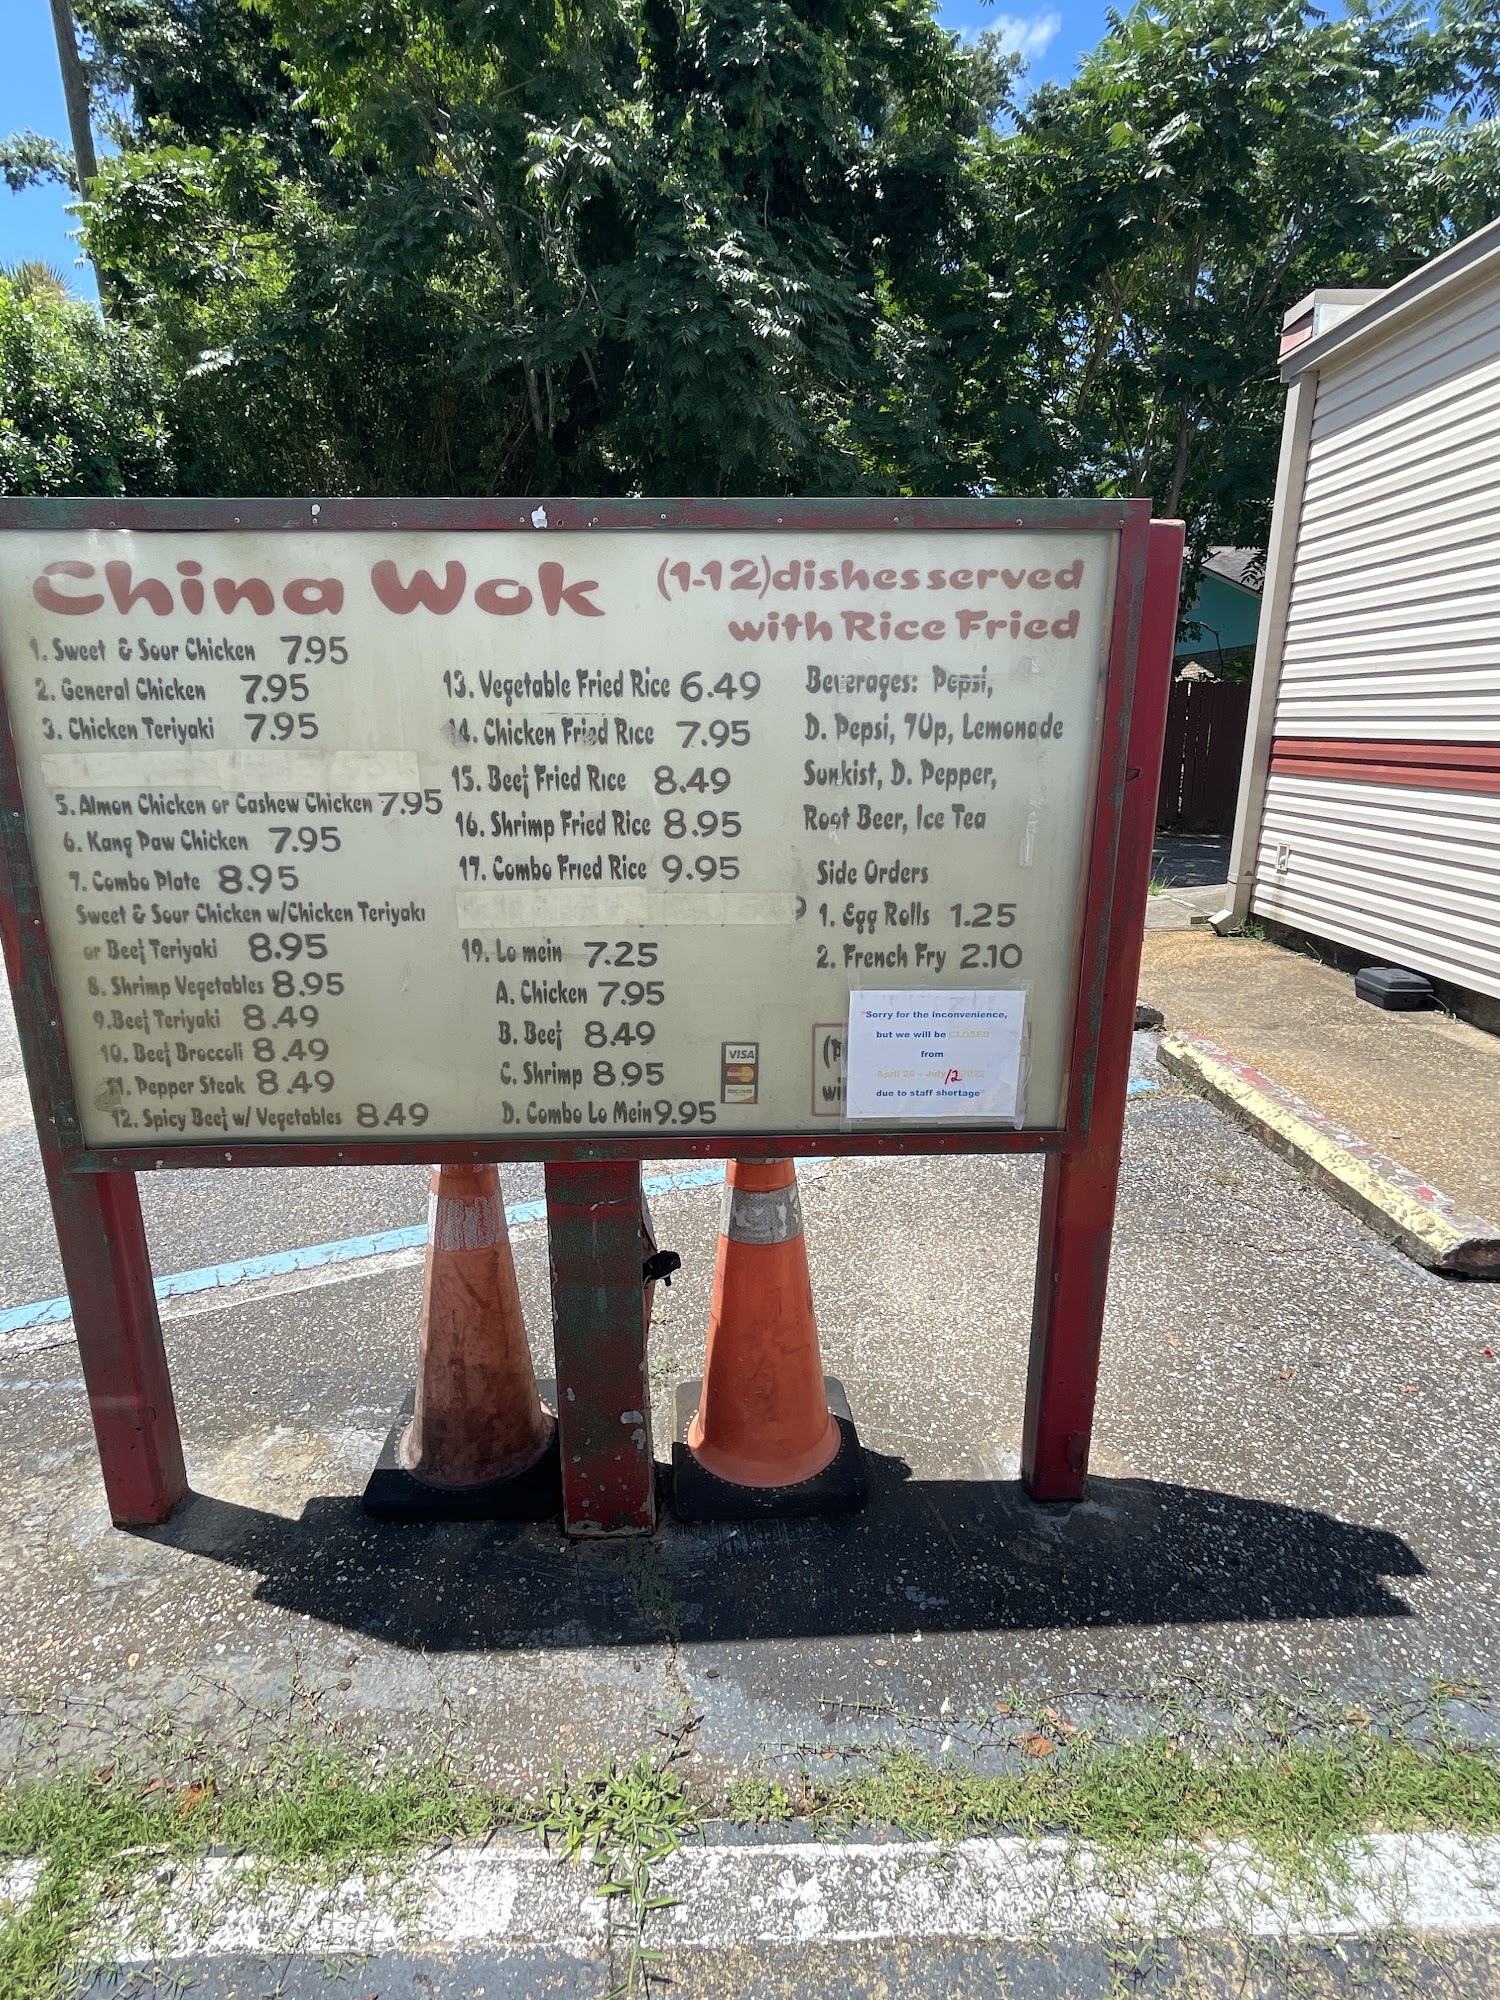 China Wok
(1-12)dishes served
with Rice Fried
1. Sweet & Sour Chicken 7.95
2. General Chicken 7.95
3. Chicken Teriyaki 7.95
5. Almon Chicken or Cashew Chicken 7.95
6. Kang Paw Chicken 7.95
7. Combo Plate 8.95
Sweet & Sour Chicken w/Chicken Teriyaki
or Beef Teriyaki 8.95
8. Shrimp Vegetables 8.95
9.Beef Teriyaki 8.49
10. Beef Broccoli 8.49
11. Pepper Steak 8.49
12. Spicy Beef w/ Vegetables 8.49
13. Vegetable Fried Rice 6.49
14. Chicken Fried Rice 7.95
15. Beef Fried Rice 8.49
16. Shrimp Fried Rice 8.95
17. Combo Fried Rice 9.95
19. Lo mein 7.25
A. Chicken 7.95
B. Beef 8.49
C. Shrimp 8.95
D. Combo Lo Mein 9.95
VISA
Beverages: Pepsi,
D. Pepsi, 7Up, Lemonade
Sunkist, D. Pepper,
Root Beer, Ice Tea
Side Orders
1. Egg Rolls 1.25
2. French Fry 2.10
"Sorry for the inconvenience,
but we will be CLOSED
from
April 28 - July 12 2022
due to staff shortage"